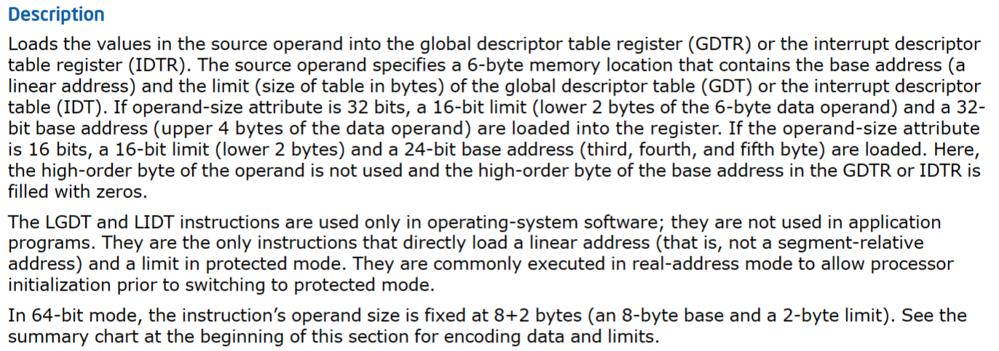 Description
Loads the values in the source operand into the global descriptor table register (GDTR) or the interrupt descriptor
table register (IDTR). The source operand specifies a 6-byte memory location that contains the base address (a
linear address) and the limit (size of table in bytes) of the global descriptor table (GDT) or the interrupt descriptor
table (IDT). If operand-size attribute is 32 bits, a 16-bit limit (lower 2 bytes of the 6-byte data operand) and a 32-
bit base address (upper 4 bytes of the data operand) are loaded into the register. If the operand-size attribute
is 16 bits, a 16-bit limit (lower 2 bytes) and a 24-bit base address (third, fourth, and fifth byte) are loaded. Here,
the high-order byte of the operand is not used and the high-order byte of the base address in the GDTR or IDTR is
filled with zeros.
The LGDT and LIDT instructions are used only in operating-system software; they are not used in application
programs. They are the only instructions that directly load a linear address (that is, not a segment-relative
address) and a limit in protected mode. They are commonly executed in real-address mode to allow processor
initialization prior to switching to protected mode.
In 64-bit mode, the instruction’s operand size is fixed at 8+2 bytes (an 8-byte base and a 2-byte limit). See the
summary chart at the beginning of this section for encoding data and limits.